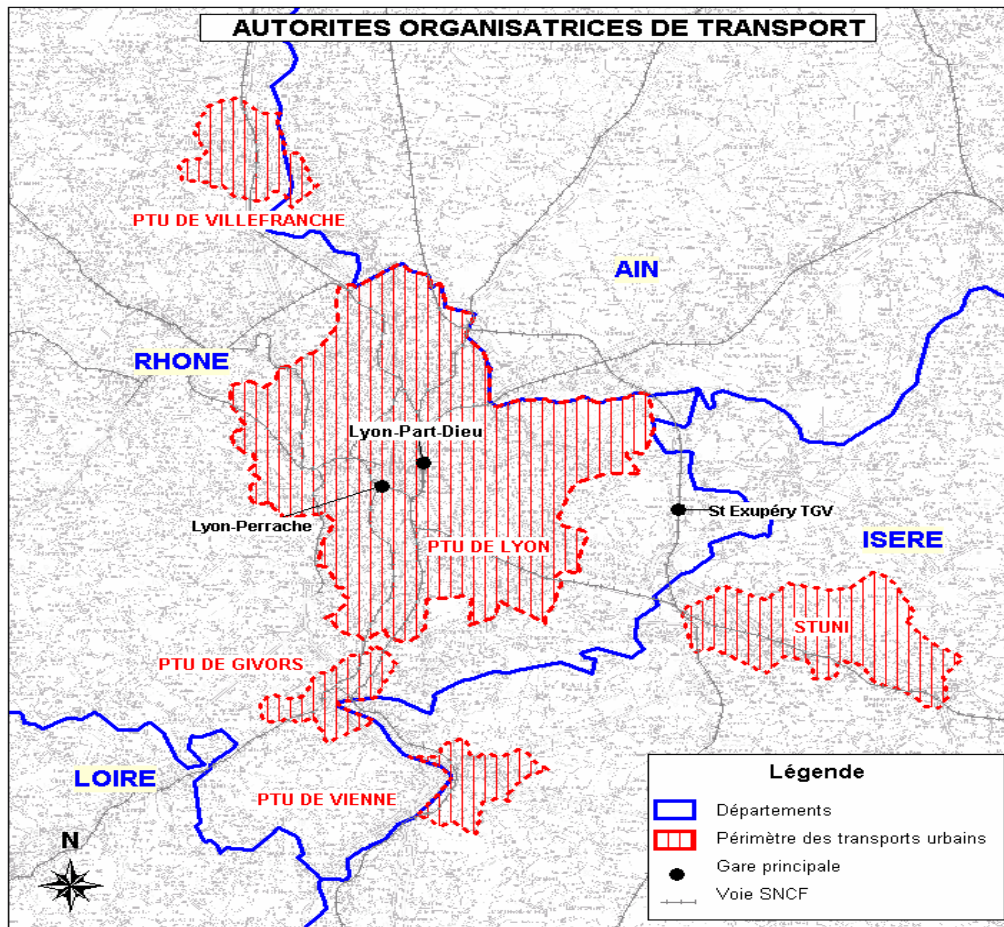 AUTORITES ORGANISATRICES DE TRANSPORT
PTU DE VILLEFRANCHE
AIN
RHONE
Lyon-Part-Dieu
Lyon-Perrache
St Exupéry TGV
PTU DE LYON
ISERE
STUNI
PTU DE GIVORS
LOIRE
PTU DE VIENNE
N
Légende
Départements
Périmètre des transports urbains
Gare principale
Voie SNCF